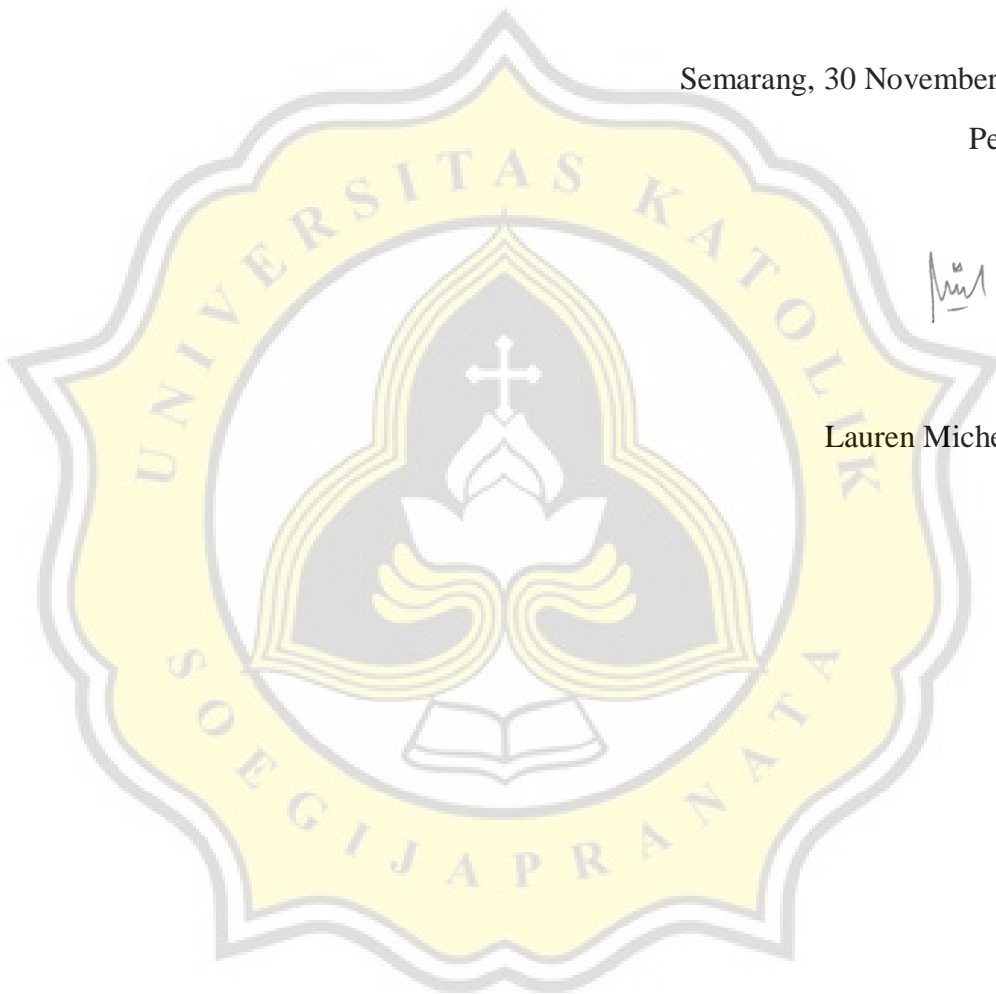 Semarang, 30 November
Pe
Lauren Miche
UNIVERSITAS KATOLIK
SOEGIJAPRANATA